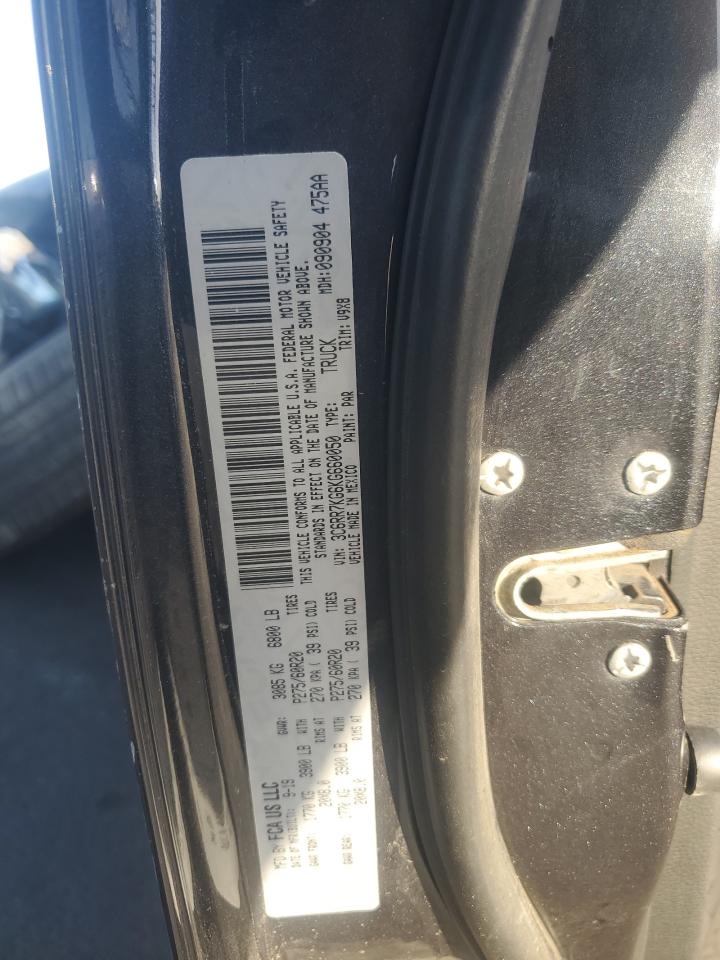 MFD BY FCA US LLC
DATE OF MFR 9-19 GVWR: 3085 KG 6800 LB
GAWR FRONT: 1770 KG 3900 LB WITH P275/60R20 TIRES
20X8.0 RIMS AT 270 KPA ( 39 PSI) COLD
GAWR REAR: 1770 KG 3900 LB WITH P275/60R20 TIRES
20X8.0 RIMS AT 270 KPA ( 39 PSI) COLD
THIS VEHICLE CONFORMS TO ALL APPLICABLE U.S.A. FEDERAL MOTOR VEHICLE SAFETY
STANDARDS IN EFFECT ON THE DATE OF MANUFACTURE SHOWN ABOVE.
VIN: 3C6RR7KG6KG660050 TYPE: TRUCK MDH:090904 475AA
VEHICLE MADE IN MEXICO PAINT: PAR TRIM: V9X8